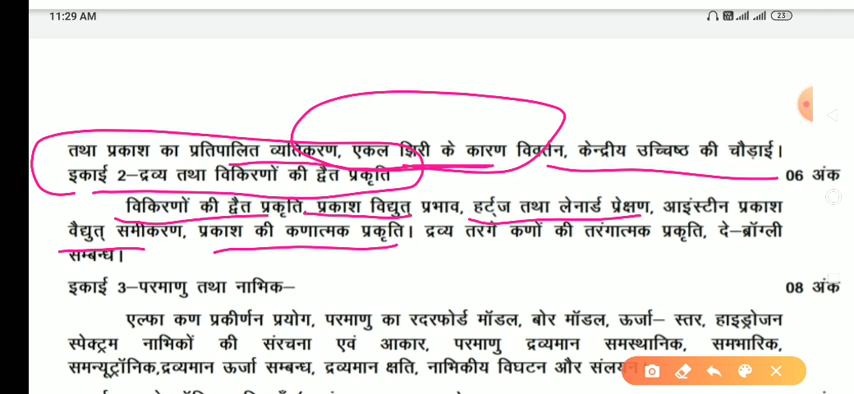 11:29 AM 23
तथा प्रकाश का प्रतिपालित व्यतिकरण, एकल झिरी के कारण विवर्तन, केन्द्रीय उच्चिष्ठ की चौड़ाई।
इकाई 2–द्रव्य तथा विकिरणों की द्वैत प्रकृति 06 अंक
विकिरणों की द्वैत प्रकृति, प्रकाश विद्युत् प्रभाव, हर्ट्ज तथा लेनार्ड प्रेक्षण, आइंस्टीन प्रकाश
वैद्युत् समीकरण, प्रकाश की कणात्मक प्रकृति। द्रव्य तरंगे कणों की तरंगात्मक प्रकृति, दे–ब्रॉग्ली
सम्बन्ध।
इकाई 3–परमाणु तथा नाभिक– 08 अंक
एल्फा कण प्रकीर्णन प्रयोग, परमाणु का रदरफोर्ड मॉडल, बोर मॉडल, ऊर्जा– स्तर, हाइड्रोजन
स्पेक्ट्रम नाभिकों की संरचना एवं आकार, परमाणु द्रव्यमान समस्थानिक, समभारिक,
समन्यूट्रॉनिक,द्रव्यमान ऊर्जा सम्बन्ध, द्रव्यमान क्षति, नाभिकीय विघटन और